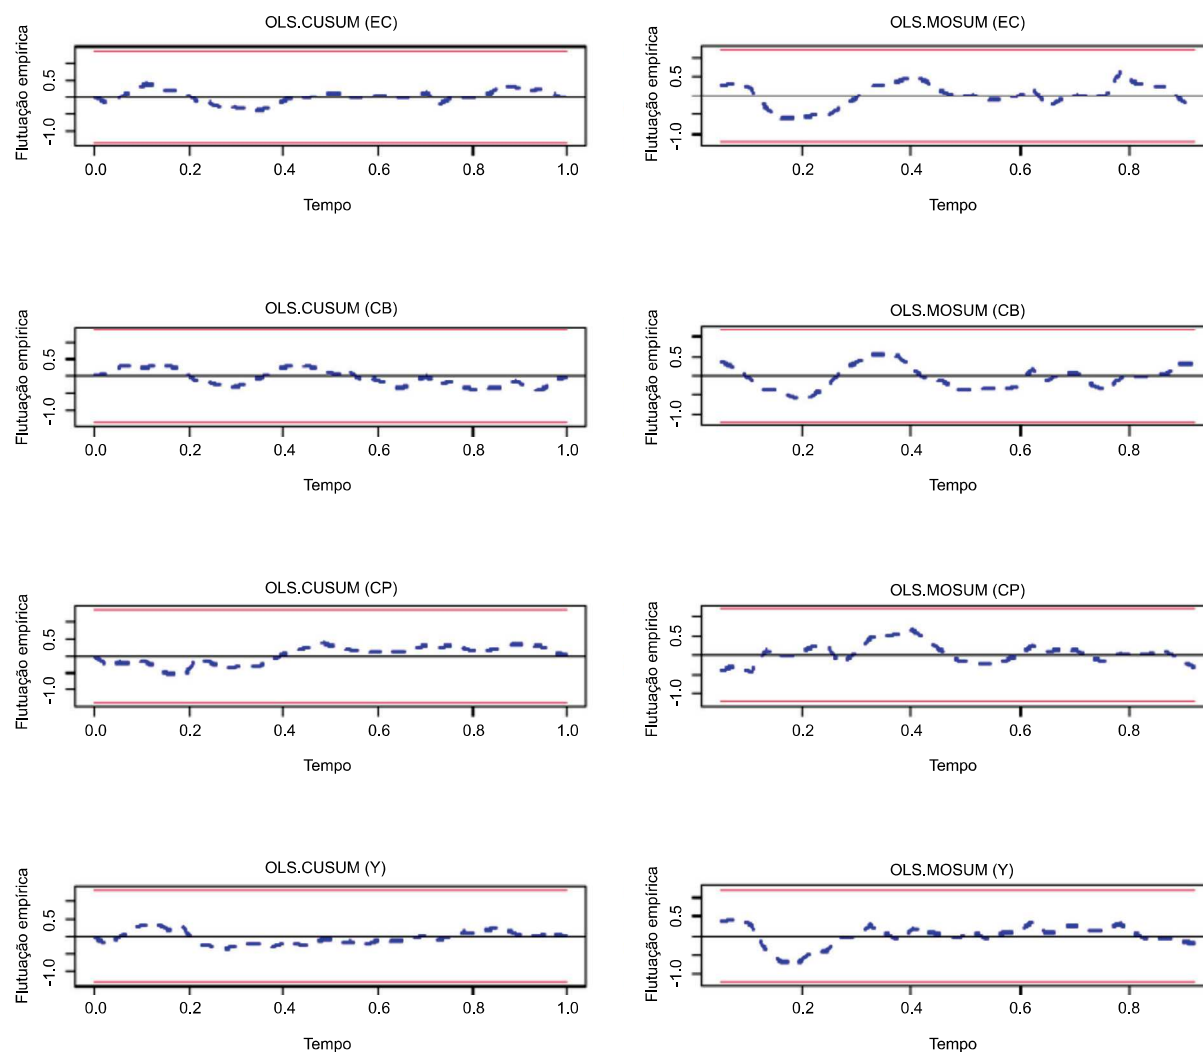 OLS.CUSUM (EC)
Flutuação empírica
0.5
-1.0
0.0 0.2 0.4 0.6 0.8 1.0
Tempo
OLS.MOSUM (EC)
Flutuação empírica
0.5
-1.0
0.2 0.4 0.6 0.8
Tempo
OLS.CUSUM (CB)
Flutuação empírica
0.5
-1.0
0.0 0.2 0.4 0.6 0.8 1.0
Tempo
OLS.MOSUM (CB)
Flutuação empírica
0.5
-1.0
0.2 0.4 0.6 0.8
Tempo
OLS.CUSUM (CP)
Flutuação empírica
0.5
-1.0
0.0 0.2 0.4 0.6 0.8 1.0
Tempo
OLS.MOSUM (CP)
Flutuação empírica
0.5
-1.0
0.2 0.4 0.6 0.8
Tempo
OLS.CUSUM (Y)
Flutuação empírica
0.5
-1.0
0.0 0.2 0.4 0.6 0.8 1.0
Tempo
OLS.MOSUM (Y)
Flutuação empírica
0.5
-1.0
0.2 0.4 0.6 0.8
Tempo